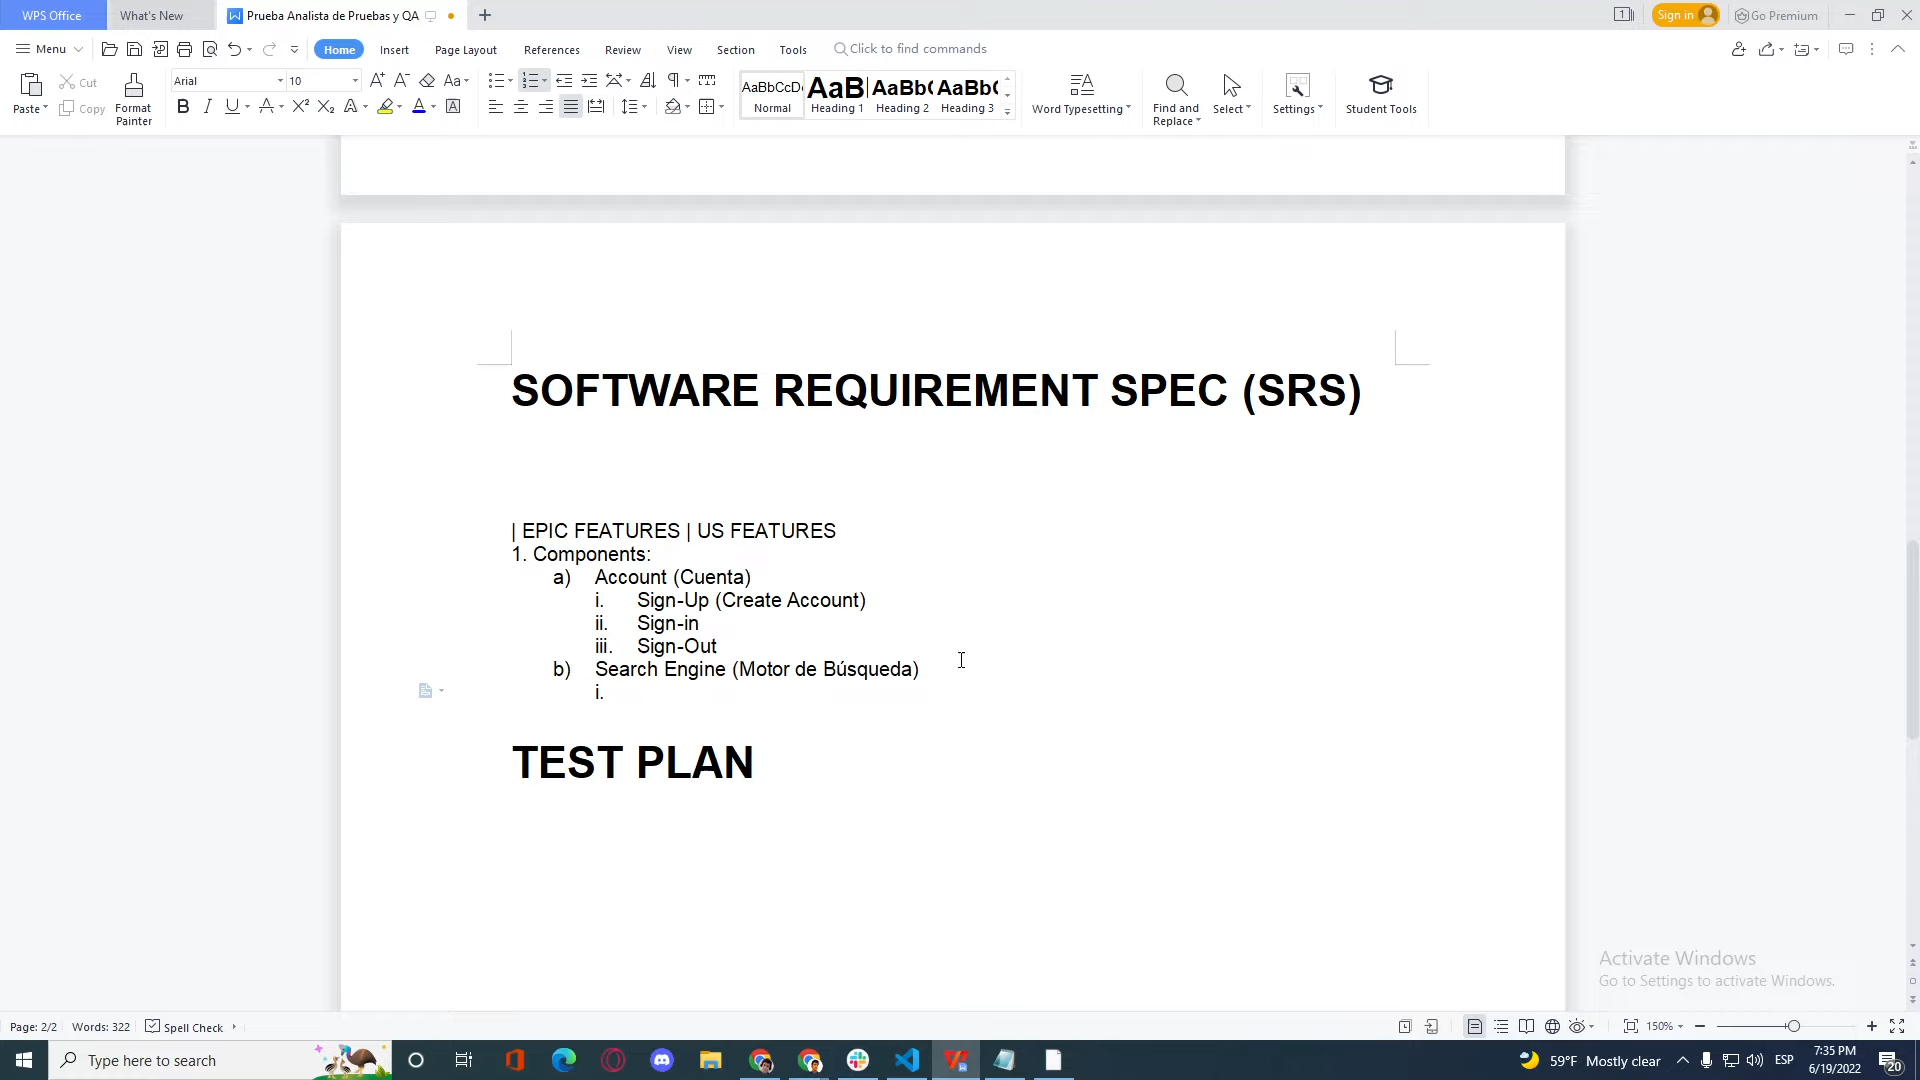 WPS Office
What's New
Prueba Analista de Pruebas y QA
Sign in
Go Premium
Menu
Home
Insert
Page Layout
References
Review
View
Section
Tools
Click to find commands
Paste
Cut
Copy
Format Painter
Arial
10
AaBbCcD
Normal
AaB
Heading 1
AaBb(
Heading 2
AaBb(
Heading 3
Word Typesetting
Find and Replace
Select
Settings
Student Tools
SOFTWARE REQUIREMENT SPEC (SRS)
| EPIC FEATURES | US FEATURES
1. Components:
a) Account (Cuenta)
i. Sign-Up (Create Account)
ii. Sign-in
iii. Sign-Out
b) Search Engine (Motor de Búsqueda)
i.
TEST PLAN
Activate Windows
Go to Settings to activate Windows.
Page: 2/2
Words: 322
Spell Check
150%
Type here to search
59°F Mostly clear
ESP
7:35 PM
6/19/2022
20